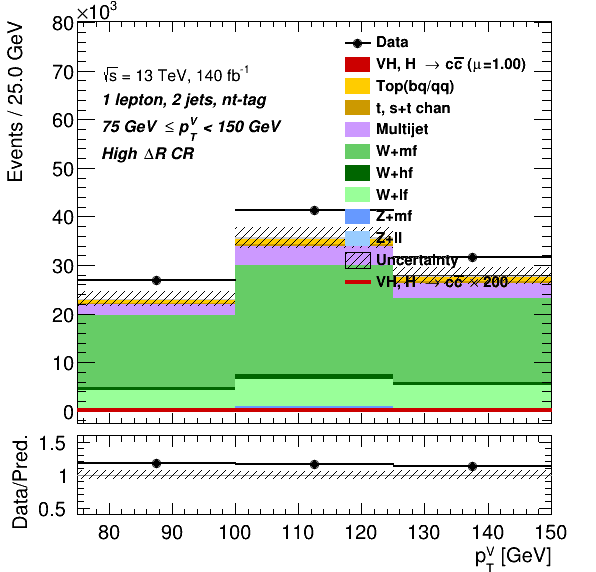 ×10³
Events / 25.0 GeV
80
70
60
50
40
30
20
10
0
√s = 13 TeV, 140 fb⁻¹
1 lepton, 2 jets, nt-tag
75 GeV ≤ p_T^V < 150 GeV
High ΔR CR
Data
VH, H → cc̅ (μ=1.00)
Top(bq/qq)
t, s+t chan
Multijet
W+mf
W+hf
W+lf
Z+mf
Z+ll
Uncertainty
VH, H → cc̅ × 200
Data/Pred.
1.5
1
0.5
80 90 100 110 120 130 140 150
p_T^V [GeV]